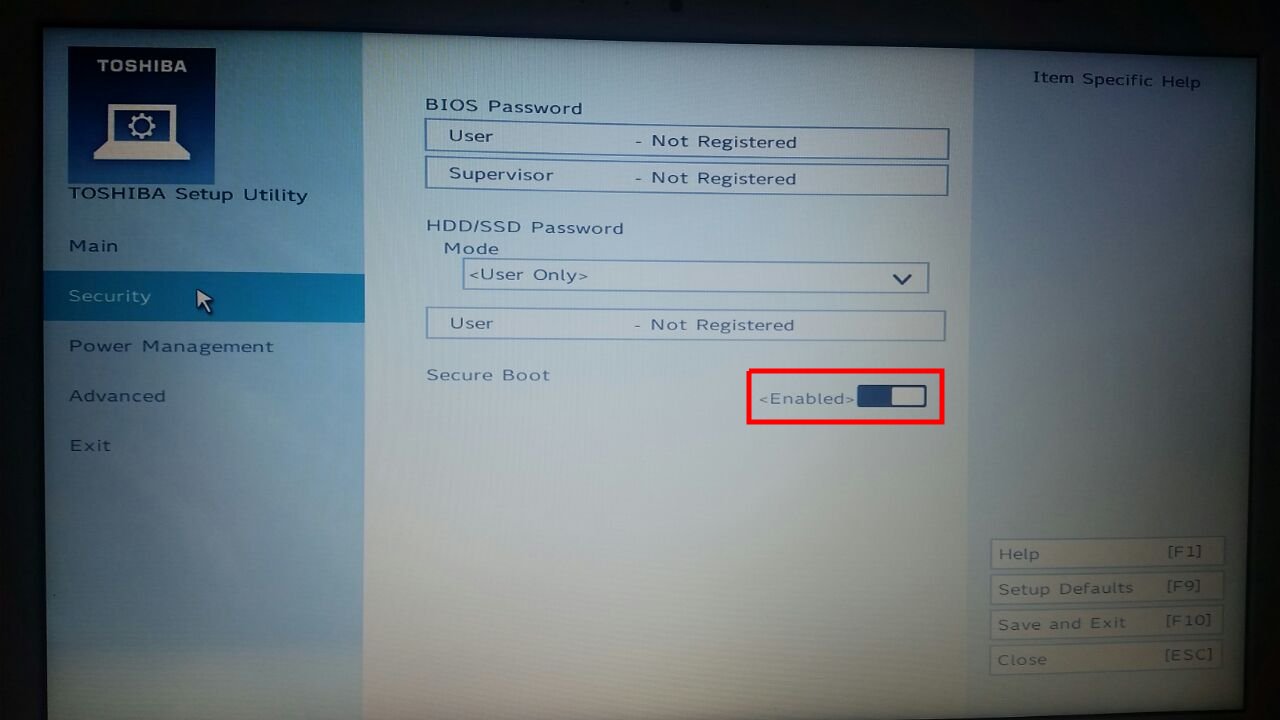 TOSHIBA
TOSHIBA Setup Utility
Main
Security
Power Management
Advanced
Exit
BIOS Password
User - Not Registered
Supervisor - Not Registered
HDD/SSD Password
Mode
<User Only>
User - Not Registered
Secure Boot <Enabled>
Item Specific Help
Help [F1]
Setup Defaults [F9]
Save and Exit [F10]
Close [ESC]